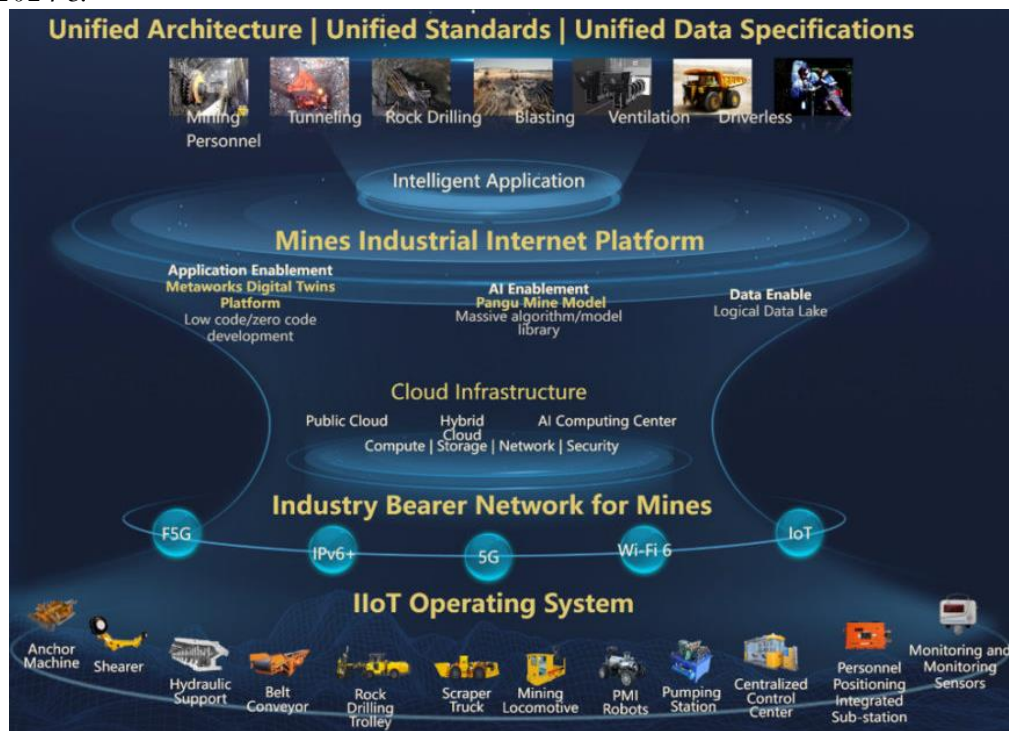 Unified Architecture | Unified Standards | Unified Data Specifications
Mining
Personnel
Tunneling
Rock Drilling
Blasting
Ventilation
Driverless
Intelligent Application
Mines Industrial Internet Platform
Application Enablement
Metaworks Digital Twins
Platform
Low code/zero code
development
AI Enablement
Pangu Mine Model
Massive algorithm/model
library
Data Enable
Logical Data Lake
Cloud Infrastructure
Public Cloud
Hybrid
Cloud
AI Computing Center
Compute | Storage | Network | Security
Industry Bearer Network for Mines
F5G
IPv6+
5G
Wi-Fi 6
IoT
IIoT Operating System
Anchor
Machine
Shearer
Hydraulic
Support
Belt
Conveyor
Rock
Drilling
Trolley
Scraper
Truck
Mining
Locomotive
PMI
Robots
Pumping
Station
Centralized
Control
Center
Personnel
Positioning
Integrated
Sub-station
Monitoring and
Monitoring
Sensors